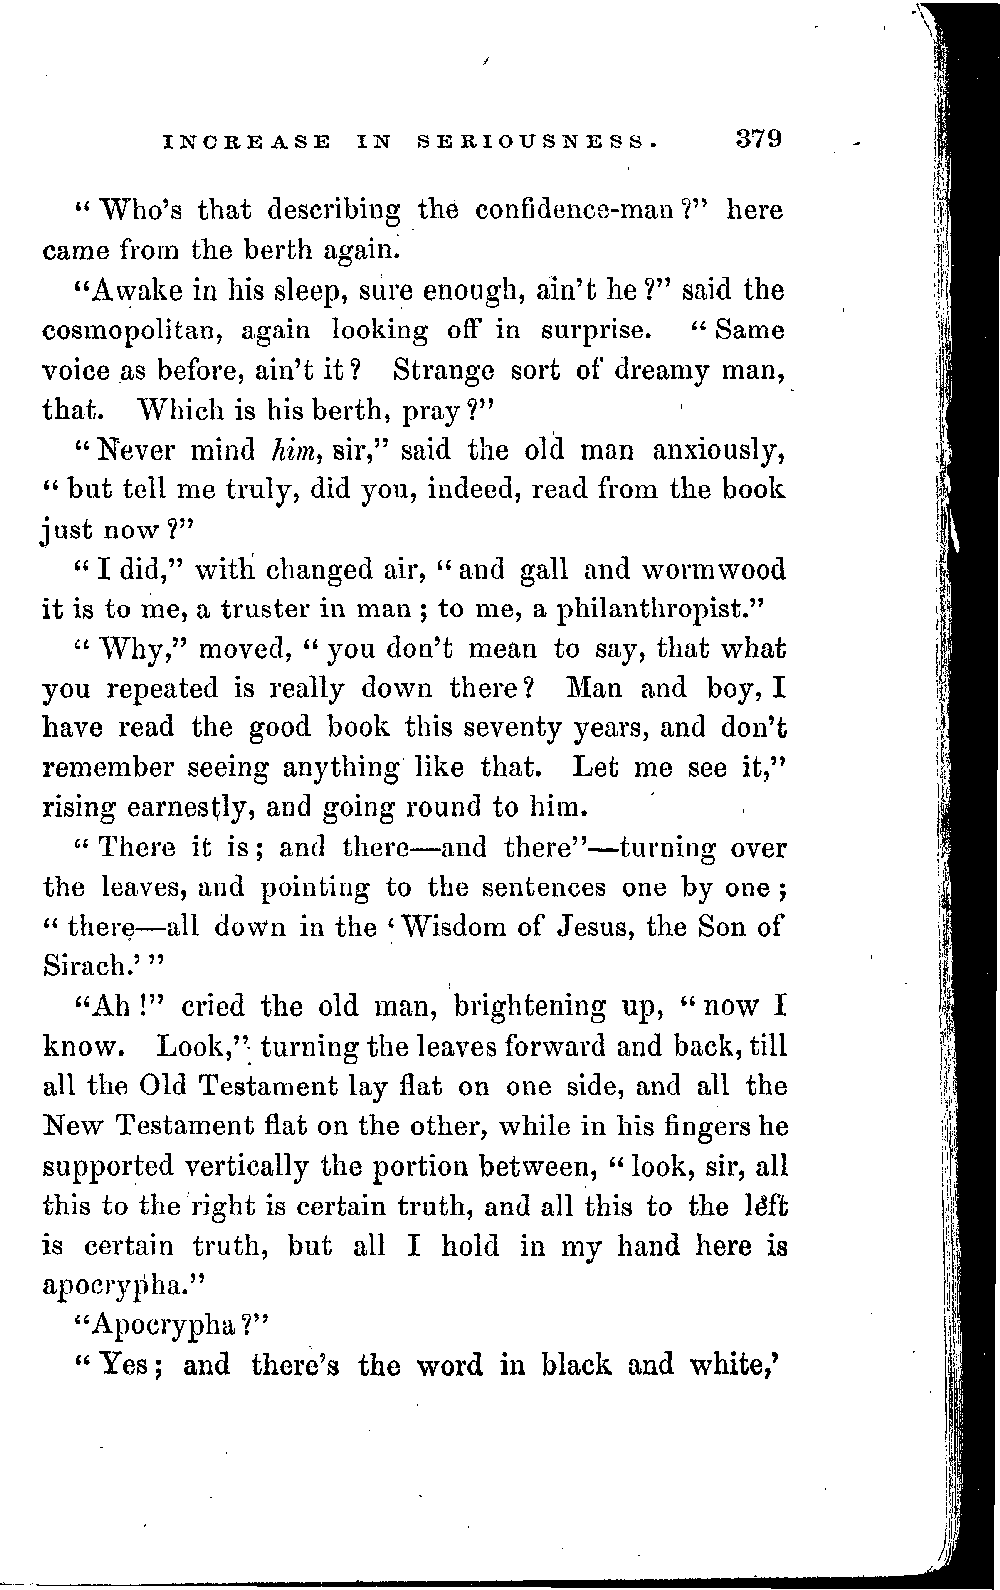 INCREASE IN SERIOUSNESS. 379
“ Who’s that describing the confidence-man ?” here
came from the berth again.
“Awake in his sleep, sure enough, ain’t he ?” said the
cosmopolitan, again looking off in surprise. “ Same
voice as before, ain’t it ? Strange sort of dreamy man,
that. Which is his berth, pray ?”
“ Never mind him, sir,” said the old man anxiously,
“ but tell me truly, did you, indeed, read from the book
just now ?”
“ I did,” with changed air, “ and gall and wormwood
it is to me, a truster in man ; to me, a philanthropist.”
“ Why,” moved, “ you don’t mean to say, that what
you repeated is really down there ? Man and boy, I
have read the good book this seventy years, and don’t
remember seeing anything like that. Let me see it,”
rising earnestly, and going round to him.
“ There it is ; and there—and there”—turning over
the leaves, and pointing to the sentences one by one ;
“ there—all down in the ‘ Wisdom of Jesus, the Son of
Sirach.’ ”
“Ah !” cried the old man, brightening up, “ now I
know. Look,” turning the leaves forward and back, till
all the Old Testament lay flat on one side, and all the
New Testament flat on the other, while in his fingers he
supported vertically the portion between, “ look, sir, all
this to the right is certain truth, and all this to the left
is certain truth, but all I hold in my hand here is
apocrypha.”
“Apocrypha ?”
“ Yes ; and there’s the word in black and white,’